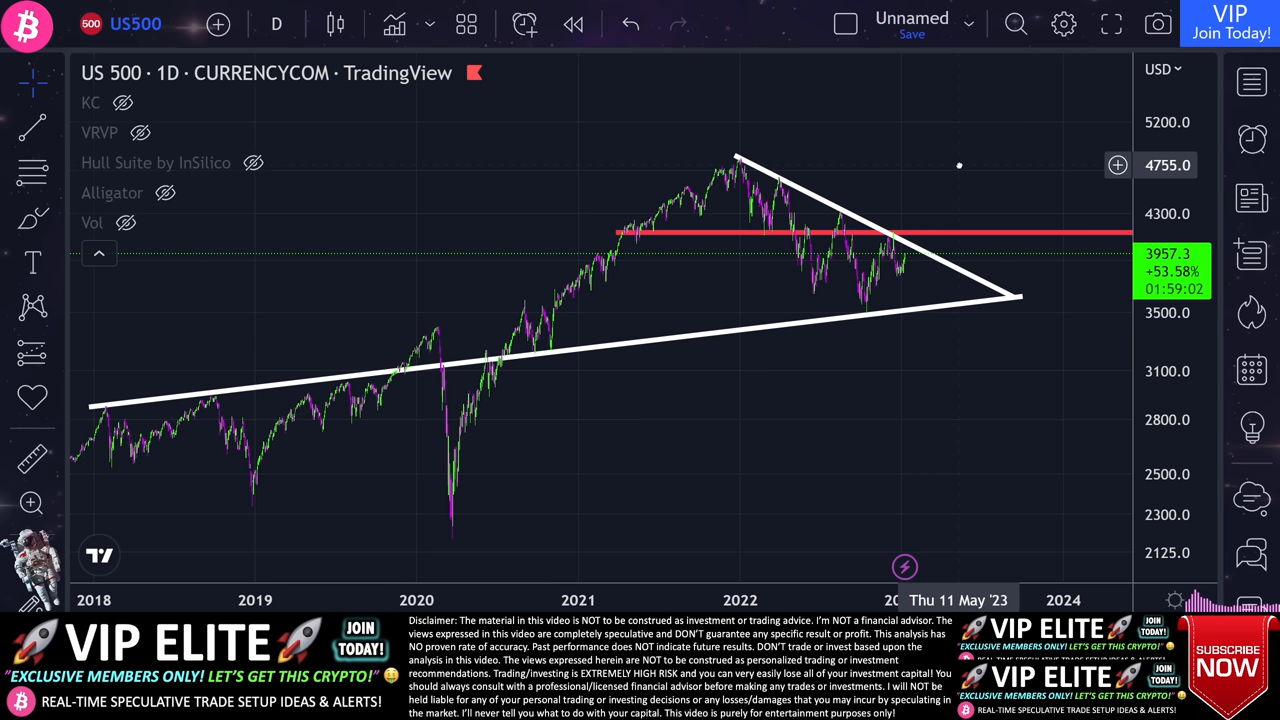 500 US500
D
Unnamed
Save
VIP
Join Today!
US 500 · 1D · CURRENCYCOM · TradingView
KC
VRVP
Hull Suite by InSilico
Alligator
Vol
USD
5200.0
4755.0
4300.0
3957.3
+53.58%
01:59:02
3500.0
3100.0
2800.0
2500.0
2300.0
2125.0
2018 2019 2020 2021 2022 Thu 11 May '23 2024
VIP ELITE JOIN TODAY!
"EXCLUSIVE MEMBERS ONLY! LET'S GET THIS CRYPTO!"
REAL-TIME SPECULATIVE TRADE SETUP IDEAS & ALERTS!
Disclaimer: The material in this video is NOT to be construed as investment or trading advice. I'm NOT a financial advisor. The
views expressed in this video are completely speculative and DON'T guarantee any specific result or profit. This analysis has
NO proven rate of accuracy. Past performance does NOT indicate future results. DON'T trade or invest based upon the
analysis in this video. The views expressed herein are NOT to be construed as personalized trading or investment
recommendations. Trading/investing is EXTREMELY HIGH RISK and you can very easily lose all of your investment capital! You
should always consult with a professional/licensed financial advisor before making any trades or investments. I will NOT be
held liable for any of your personal trading or investing decisions or any losses/damages that you may incur by speculating in
the market. I'll never tell you what to do with your capital. This video is purely for entertainment purposes only!
VIP ELITE JOIN TODAY!
"EXCLUSIVE MEMBERS ONLY! LET'S GET THIS CRYPTO!"
VIP ELITE JOIN TODAY!
"EXCLUSIVE MEMBERS ONLY! LET'S GET THIS CRYPTO!"
REAL-TIME SPECULATIVE TRADE SETUP IDEAS & ALERTS!
SUBSCRIBE
NOW